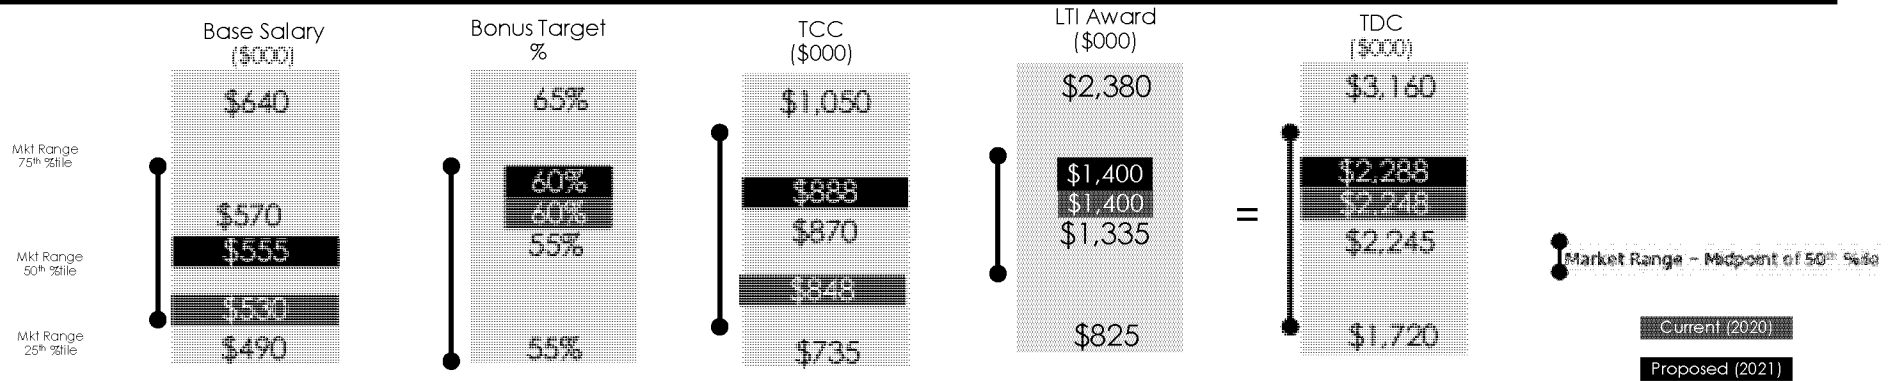 Base Salary
($000)
Bonus Target
%
TCC
($000)
LTI Award
($000)
TDC
($000)
$640
65%
$1,050
$2,380
$3,160
Mkt Range
75th %tile
60%
$888
$1,400
$2,288
$570
60%
$870
$1,400
$2,248
=
$555
55%
$1,335
$2,245
Mkt Range
50th %tile
Market Range – Midpoint of 50th %tile
$530
$848
Current (2020)
Mkt Range
25th %tile
$490
55%
$735
$825
$1,720
Proposed (2021)